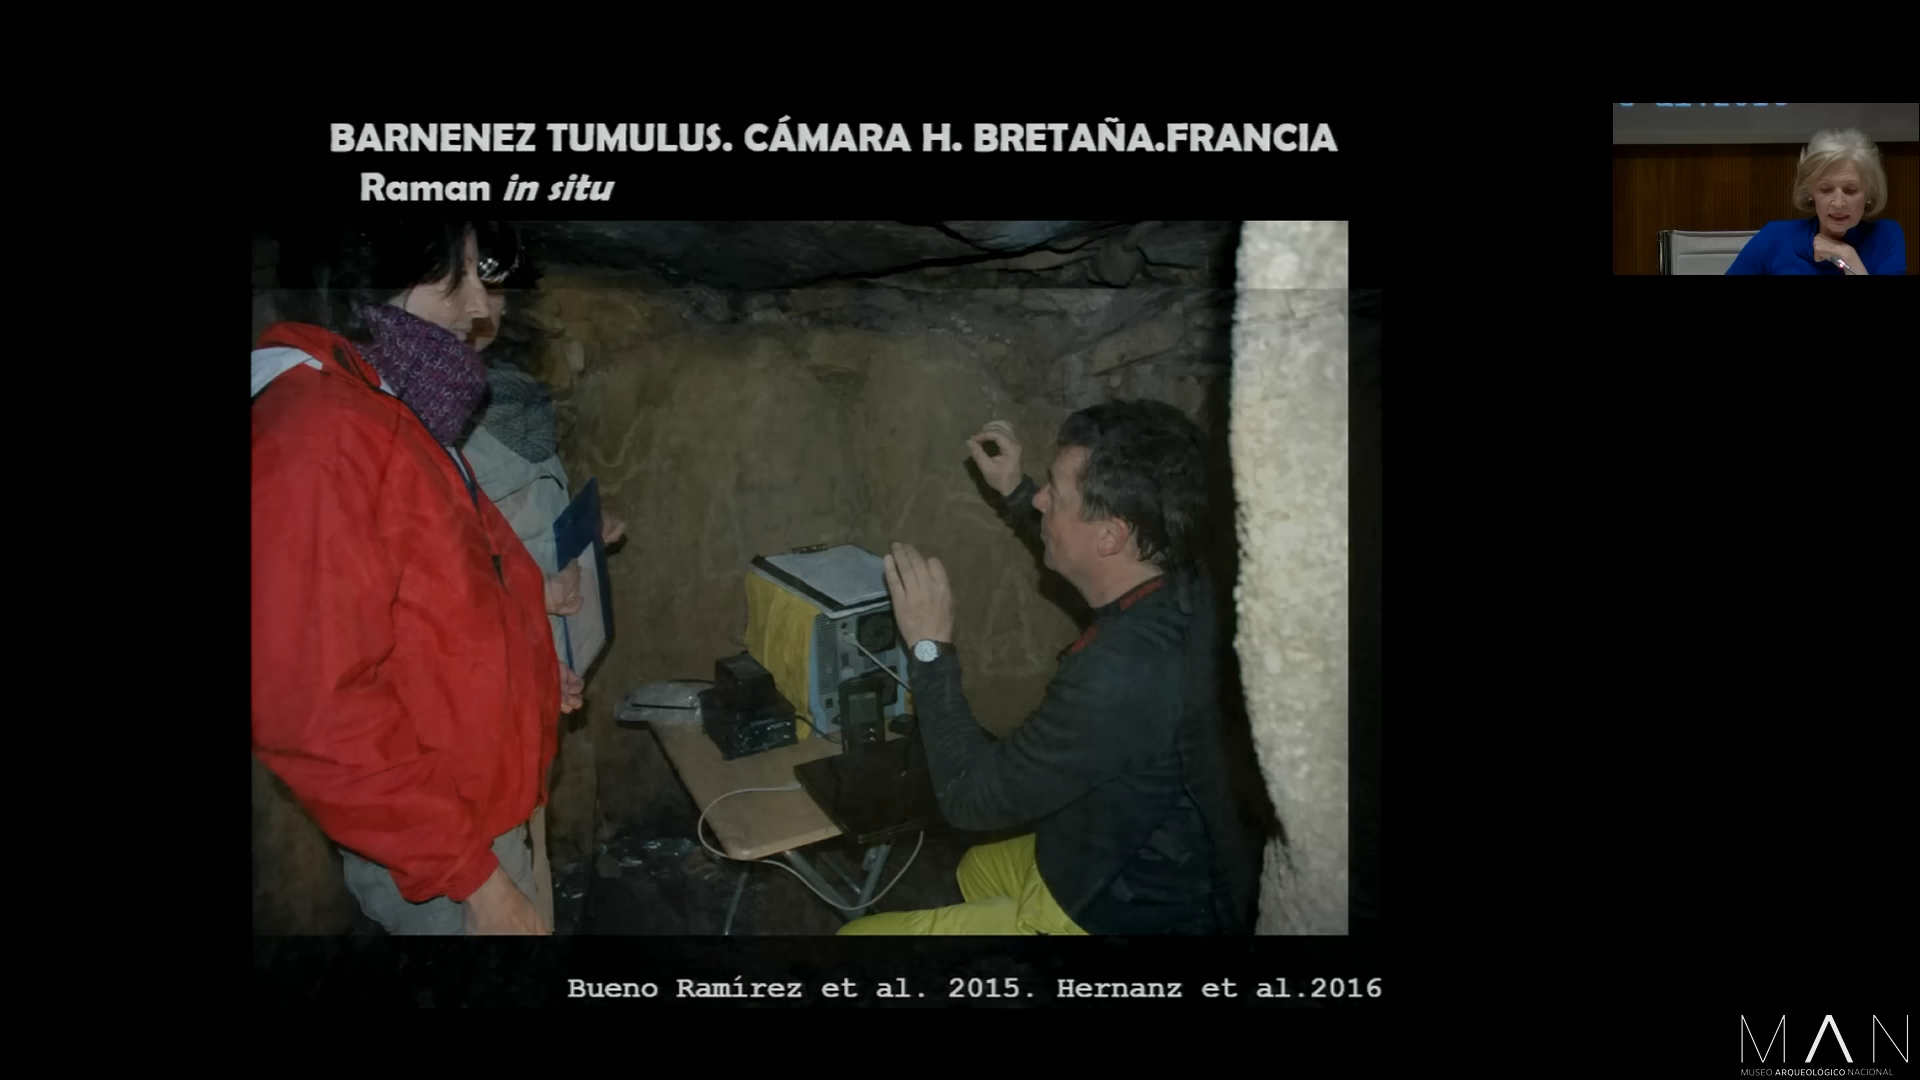 BARNENEZ TUMULUS. CÁMARA H. BRETAÑA.FRANCIA
Raman in situ
Bueno Ramírez et al. 2015. Hernanz et al.2016
MAN
MUSEO ARQUEOLÓGICO NACIONAL